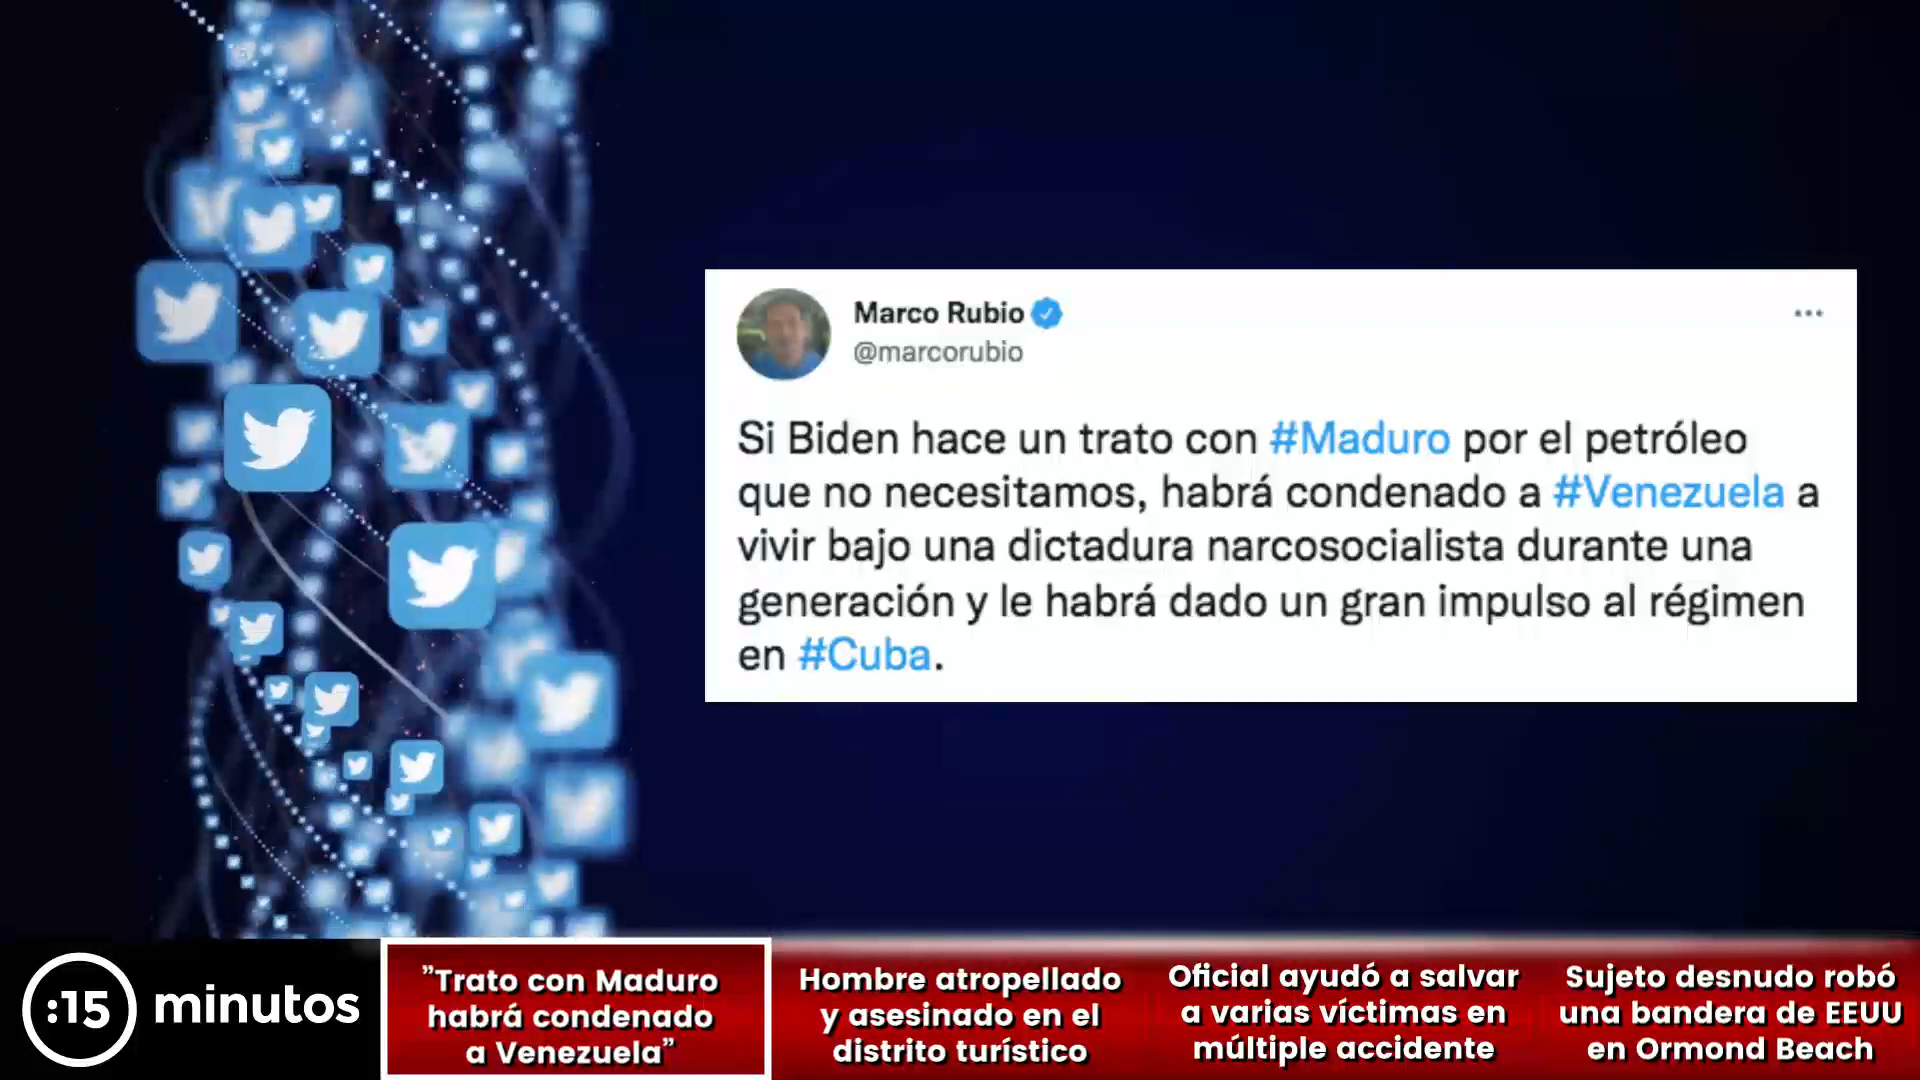 Marco Rubio
@marcorubio
Si Biden hace un trato con #Maduro por el petróleo
que no necesitamos, habrá condenado a #Venezuela a
vivir bajo una dictadura narcosocialista durante una
generación y le habrá dado un gran impulso al régimen
en #Cuba.
:15 minutos
"Trato con Maduro
habrá condenado
a Venezuela"
Hombre atropellado
y asesinado en el
distrito turístico
Oficial ayudó a salvar
a varias víctimas en
múltiple accidente
Sujeto desnudo robó
una bandera de EEUU
en Ormond Beach